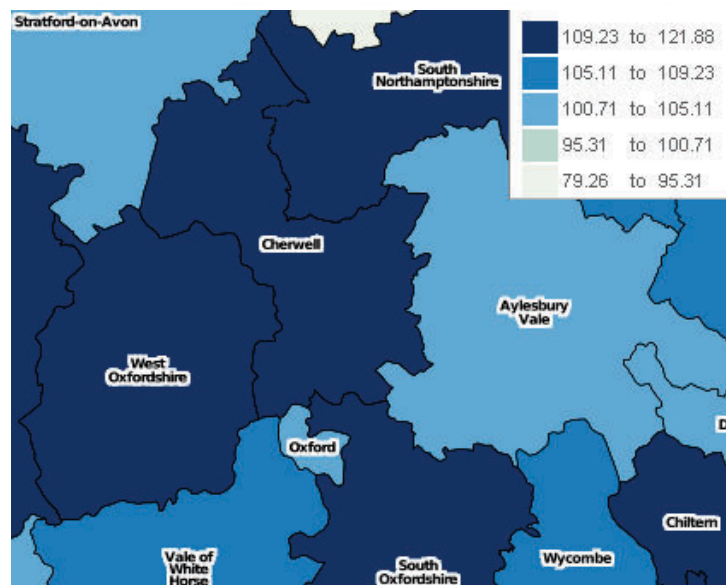 Stratford-on-Avon
South
Northamptonshire
109.23 to 121.88
105.11 to 109.23
100.71 to 105.11
95.31 to 100.71
79.26 to 95.31
Cherwell
Aylesbury
Vale
West
Oxfordshire
Oxford
D
Chiltern
Vale of
White
Horse
South
Oxfordshire
Wycombe